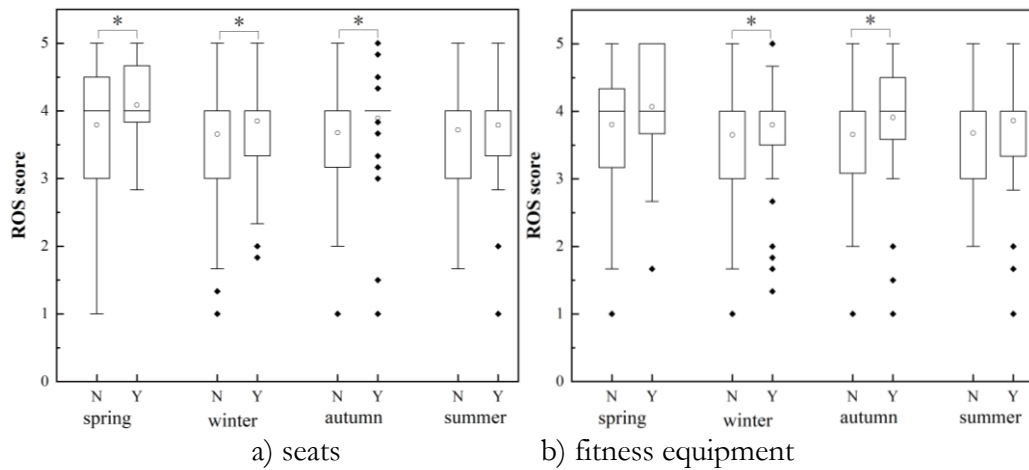 * * *
5
4
3
2
1
0
ROS score
N Y N Y N Y N Y
spring winter autumn summer
a) seats
* *
5
4
3
2
1
0
ROS score
N Y N Y N Y N Y
spring winter autumn summer
b) fitness equipment